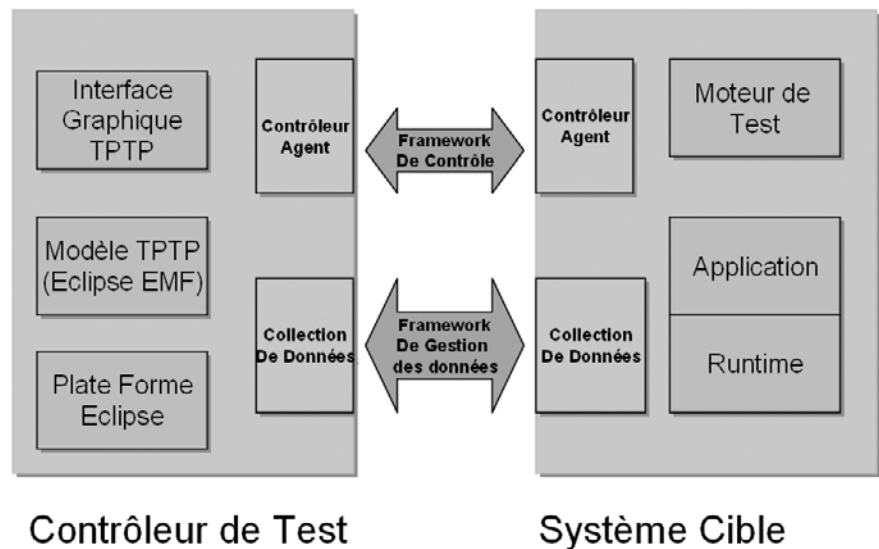 Interface
Graphique
TPTP
Modèle TPTP
(Eclipse EMF)
Plate Forme
Eclipse
Contrôleur
Agent
Collection
De Données
Framework
De Contrôle
Framework
De Gestion
des données
Contrôleur
Agent
Collection
De Données
Moteur de
Test
Application
Runtime
Contrôleur de Test
Système Cible